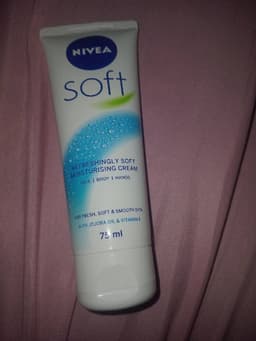 NIVEA
soft
REFRESHINGLY SOFT
MOISTURISING CREAM
FACE | BODY | HANDS
FOR FRESH, SOFT & SMOOTH SKIN
WITH JOJOBA OIL & VITAMIN E
75 ml